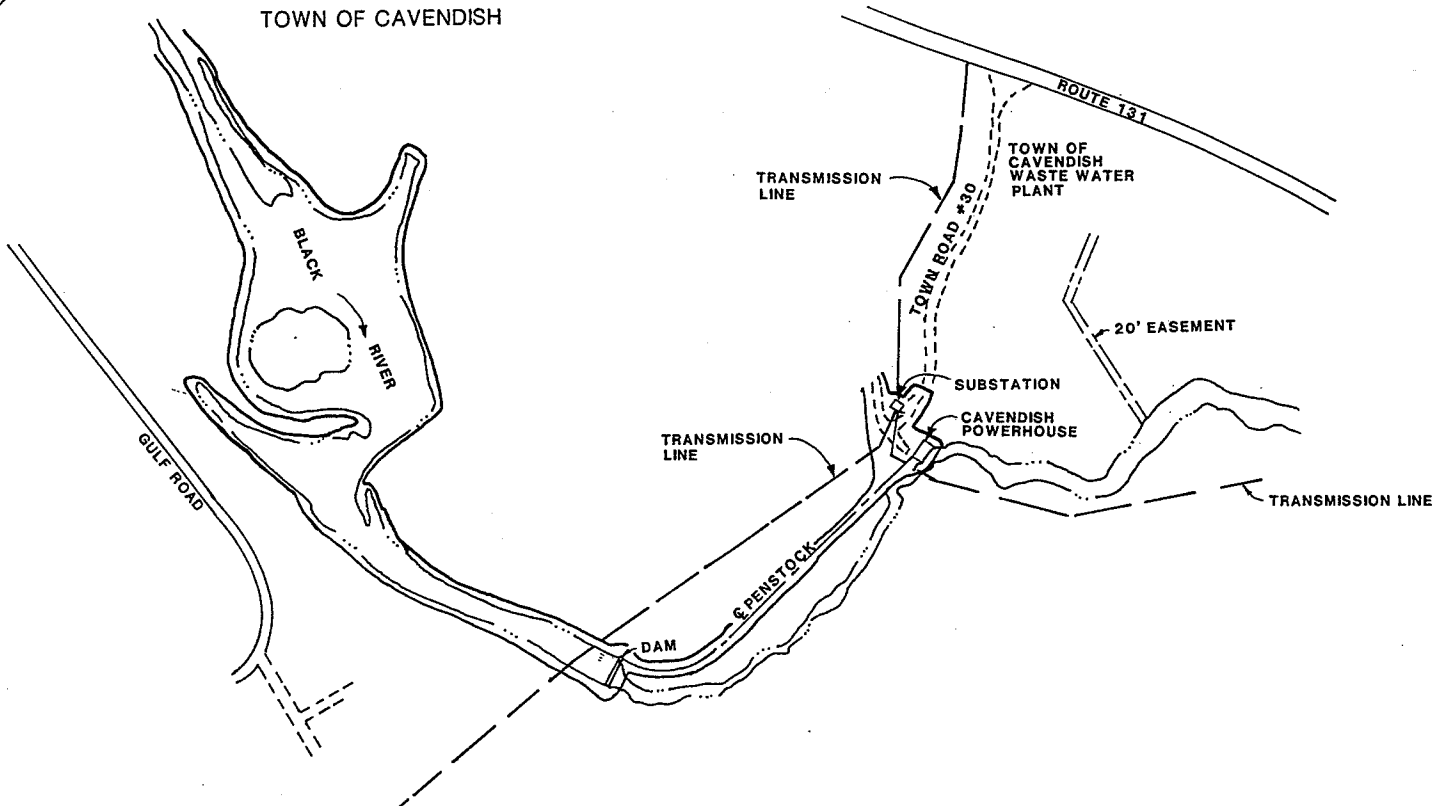 TOWN OF CAVENDISH
ROUTE 131
TOWN OF
CAVENDISH
WASTE WATER
PLANT
TRANSMISSION
LINE
TOWN ROAD #30
BLACK
RIVER
20' EASEMENT
SUBSTATION
CAVENDISH
POWERHOUSE
TRANSMISSION
LINE
GULF ROAD
TRANSMISSION LINE
℄ PENSTOCK
DAM